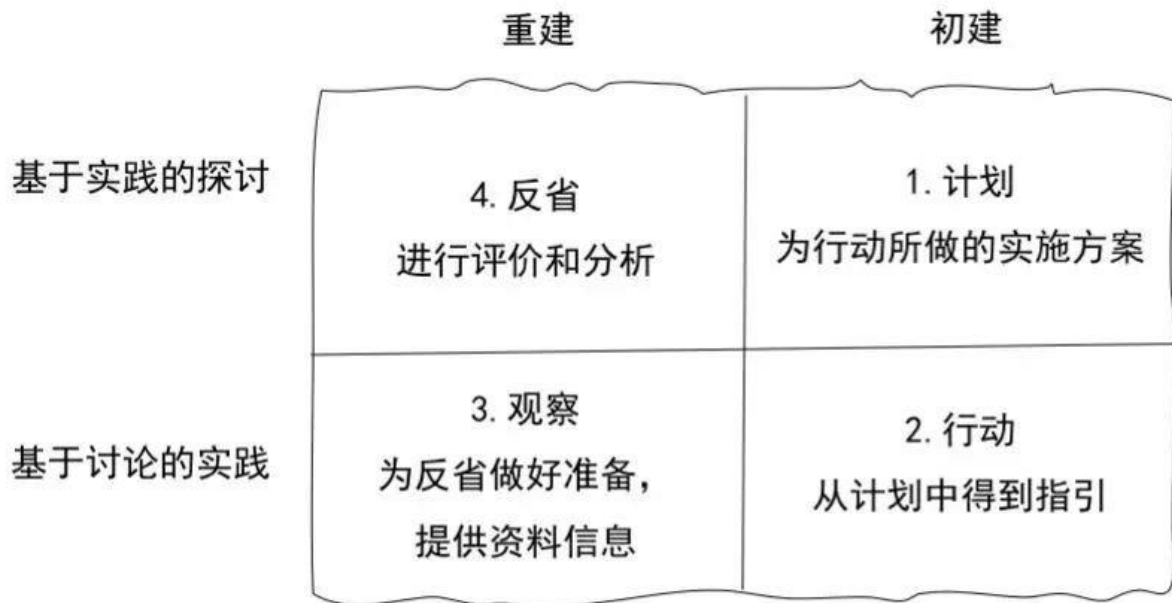 重建
初建
基于实践的探讨
4.反省
进行评价和分析
1.计划
为行动所做的实施方案
基于讨论的实践
3.观察
为反省做好准备，
提供资料信息
2.行动
从计划中得到指引